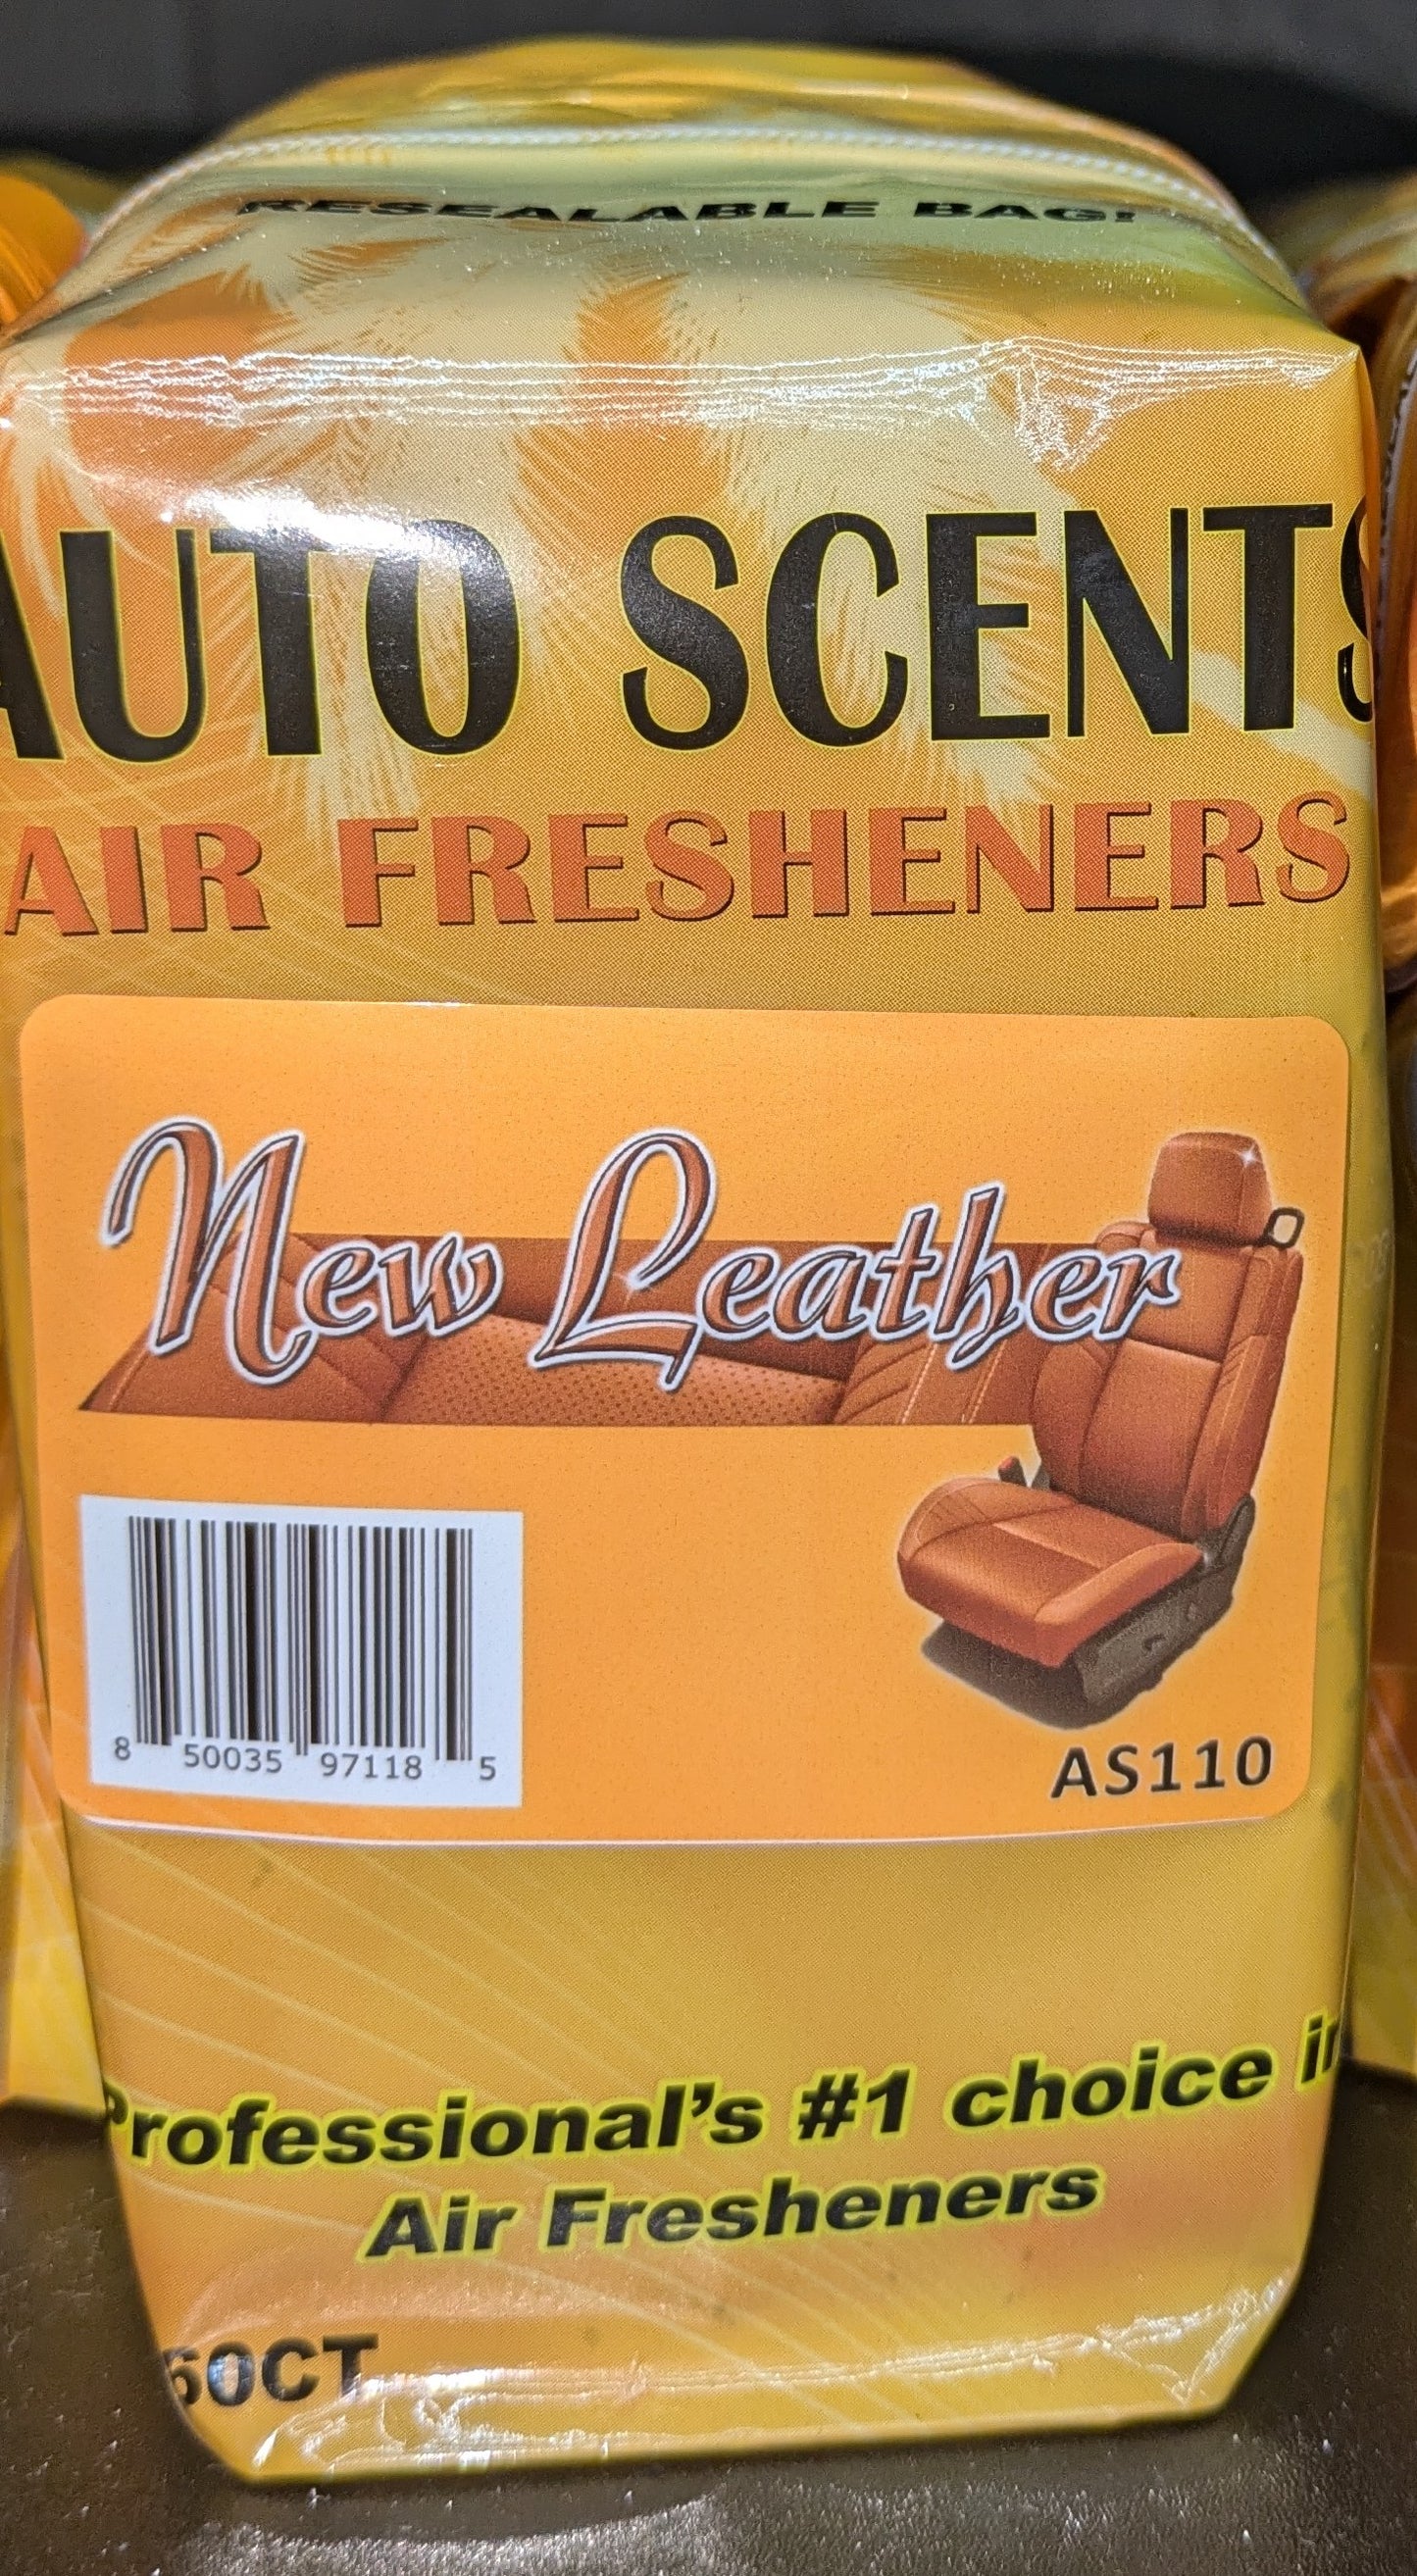 RESEALABLE BAG!
AUTO SCENTS
AIR FRESHENERS
New Leather
8 50035 97118 5
AS110
Professional's #1 choice in
Air Fresheners
60CT